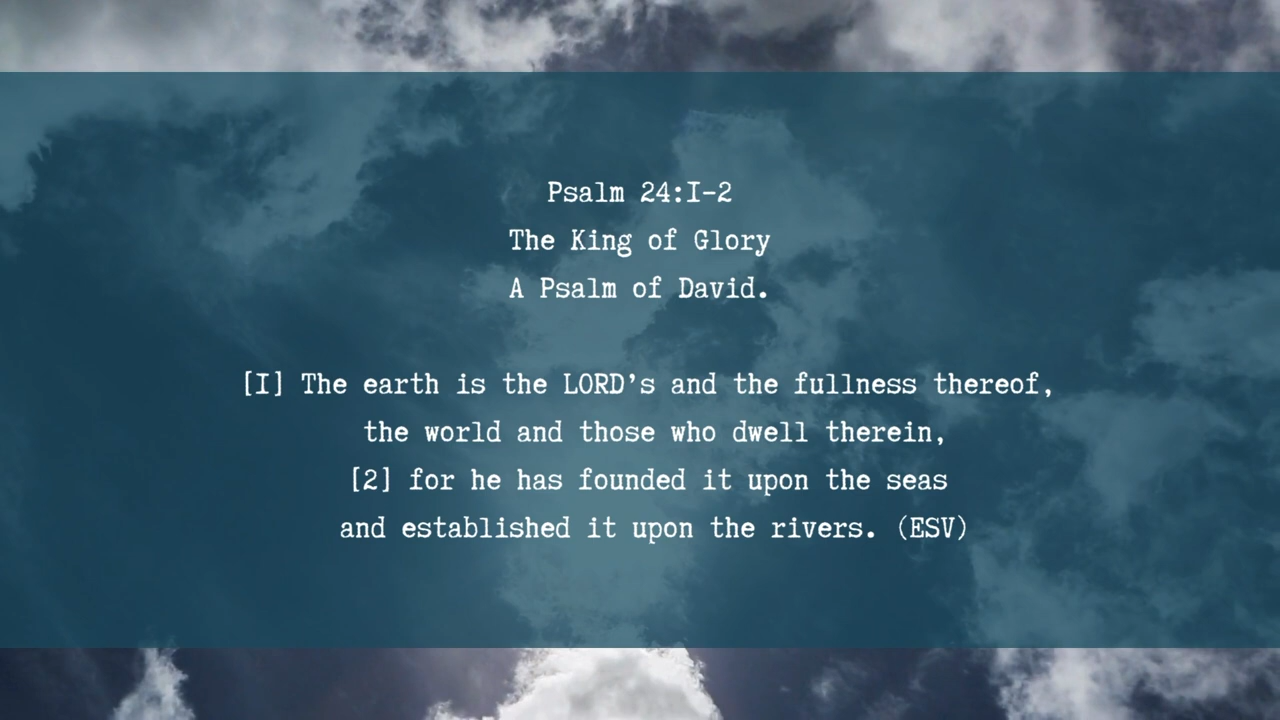 Psalm 24:I-2
The King of Glory
A Psalm of David.
[I] The earth is the LORD’s and the fullness thereof,
the world and those who dwell therein,
[2] for he has founded it upon the seas
and established it upon the rivers. (ESV)